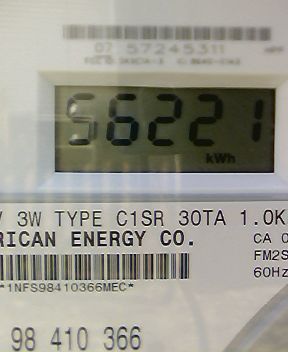 07 57245311
56221
kWh
V 3W TYPE C1SR 30TA 1.0K
RICAN ENERGY CO.
CA 0
FM2S
60Hz
*1NFS98410366MEC*
98 410 366